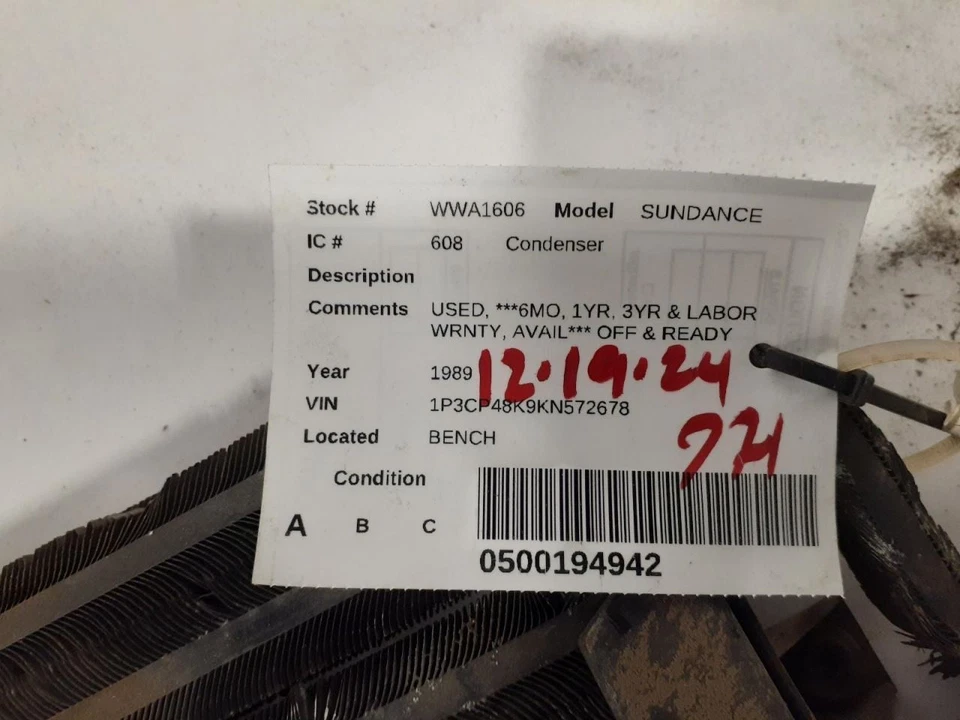 Stock # WWA1606 Model SUNDANCE
IC # 608 Condenser
Description
Comments USED, ***6MO, 1YR, 3YR & LABOR
WRNTY, AVAIL*** OFF & READY
Year 1989 12.19.24
VIN 1P3CP48K9KN572678
Located BENCH
Condition
A B C
0500194942